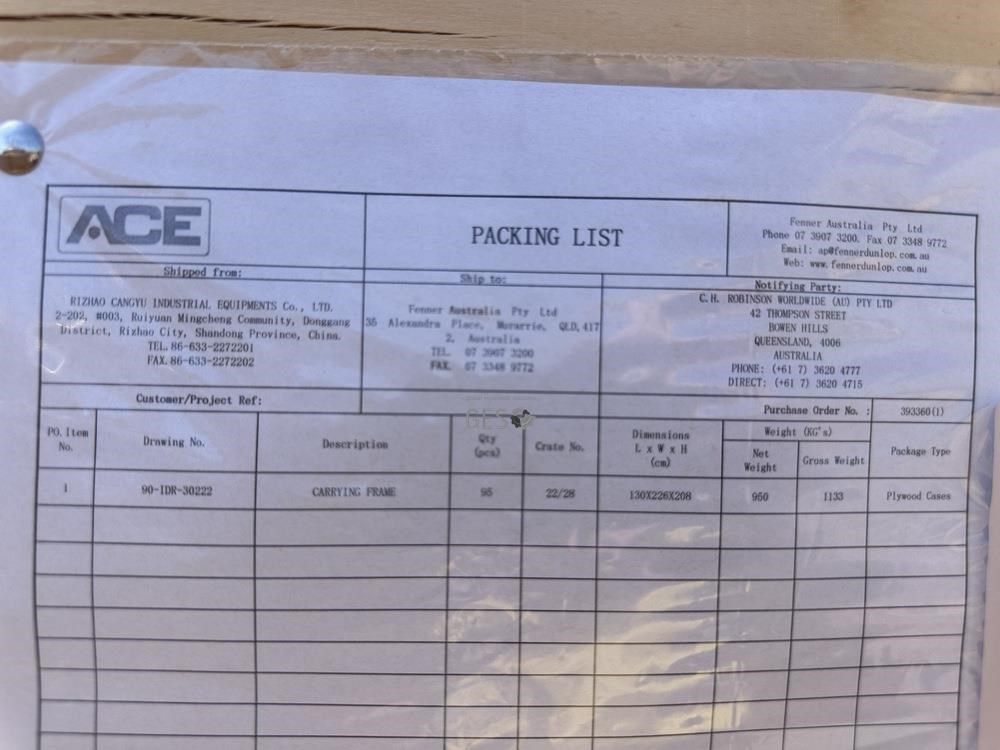 ACE
PACKING LIST
Fenner Australia Pty Ltd
Phone 07 3907 3200. Fax 07 3348 9772
Email: ap@fennerdunlop.com.au
Web: www.fennerdunlop.com.au
Shipped from:
RIZHAO CANGYU INDUSTRIAL EQUIPMENTS Co., LTD.
2-202, #003, Ruiyuan Mingcheng Community, Donggang
District, Rizhao City, Shandong Province, China.
TEL. 86-633-2272201
FAX. 86-633-2272202
Ship to:
Fenner Australia Pty Ltd
35 Alexandra Place, Murarrie, QLD, 417
2, Australia
TEL. 07 3907 3200
FAX. 07 3348 9772
Notifying Party:
C.H. ROBINSON WORLDWIDE (AU) PTY LTD
42 THOMPSON STREET
BOWEN HILLS
QUEENSLAND, 4006
AUSTRALIA
PHONE: (+61 7) 3620 4777
DIRECT: (+61 7) 3620 4715
Customer/Project Ref:
Purchase Order No. : 393360(1)
PO. Item
No.
Drawing No.
Description
Qty
(pcs)
Crate No.
Dimensions
L x W x H
(cm)
Weight (KG's)
Net
Weight
Gross Weight
Package Type
1 90-IDR-30222 CARRYING FRAME 95 22/28 130X226X208 950 1133 Plywood Cases
GES